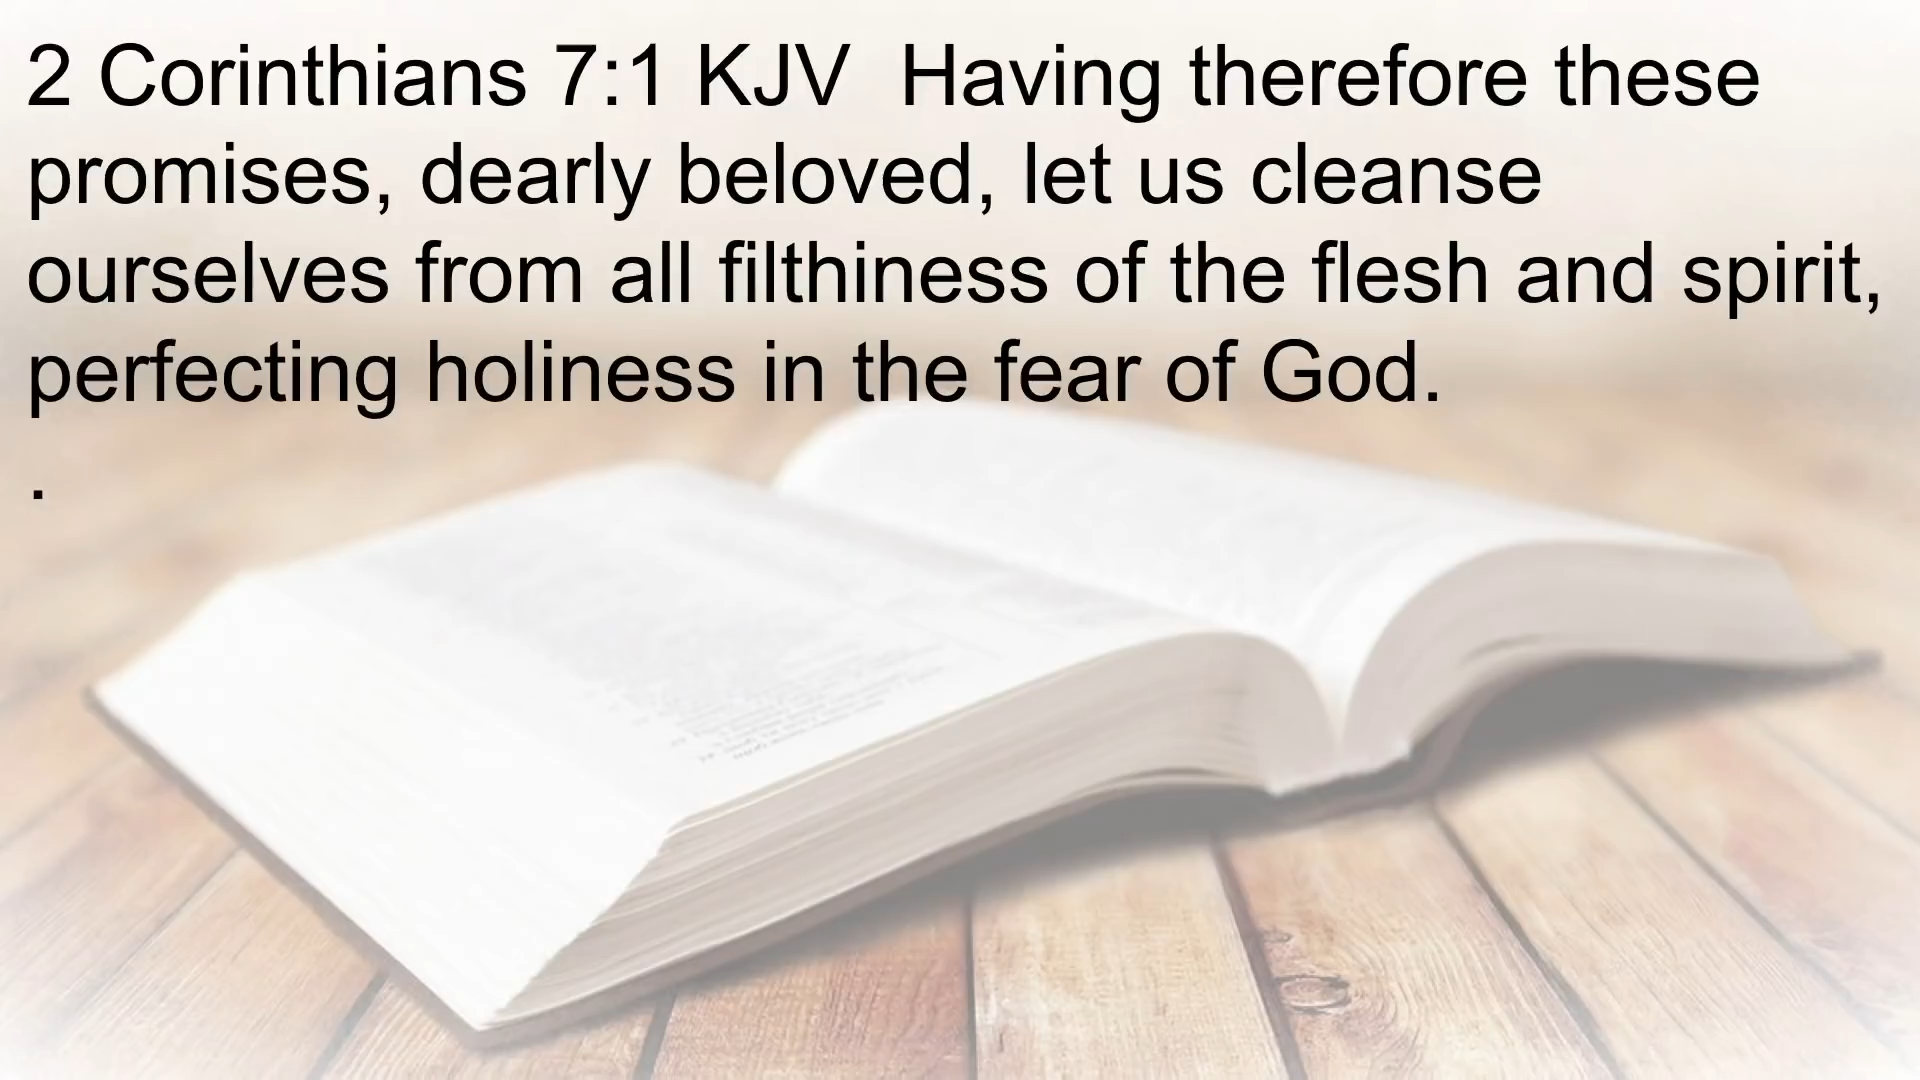 2 Corinthians 7:1 KJV  Having therefore these
promises, dearly beloved, let us cleanse
ourselves from all filthiness of the flesh and spirit,
perfecting holiness in the fear of God.
.